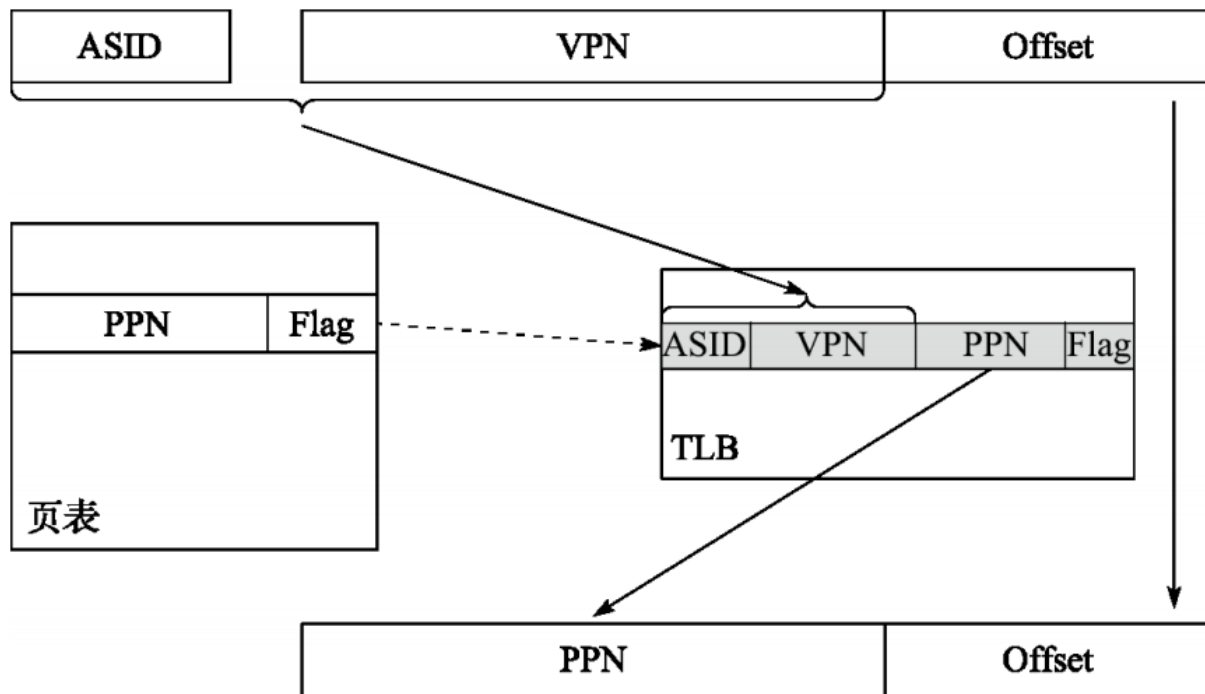 ASID VPN Offset
PPN Flag
ASID VPN PPN Flag
TLB
页表
PPN Offset